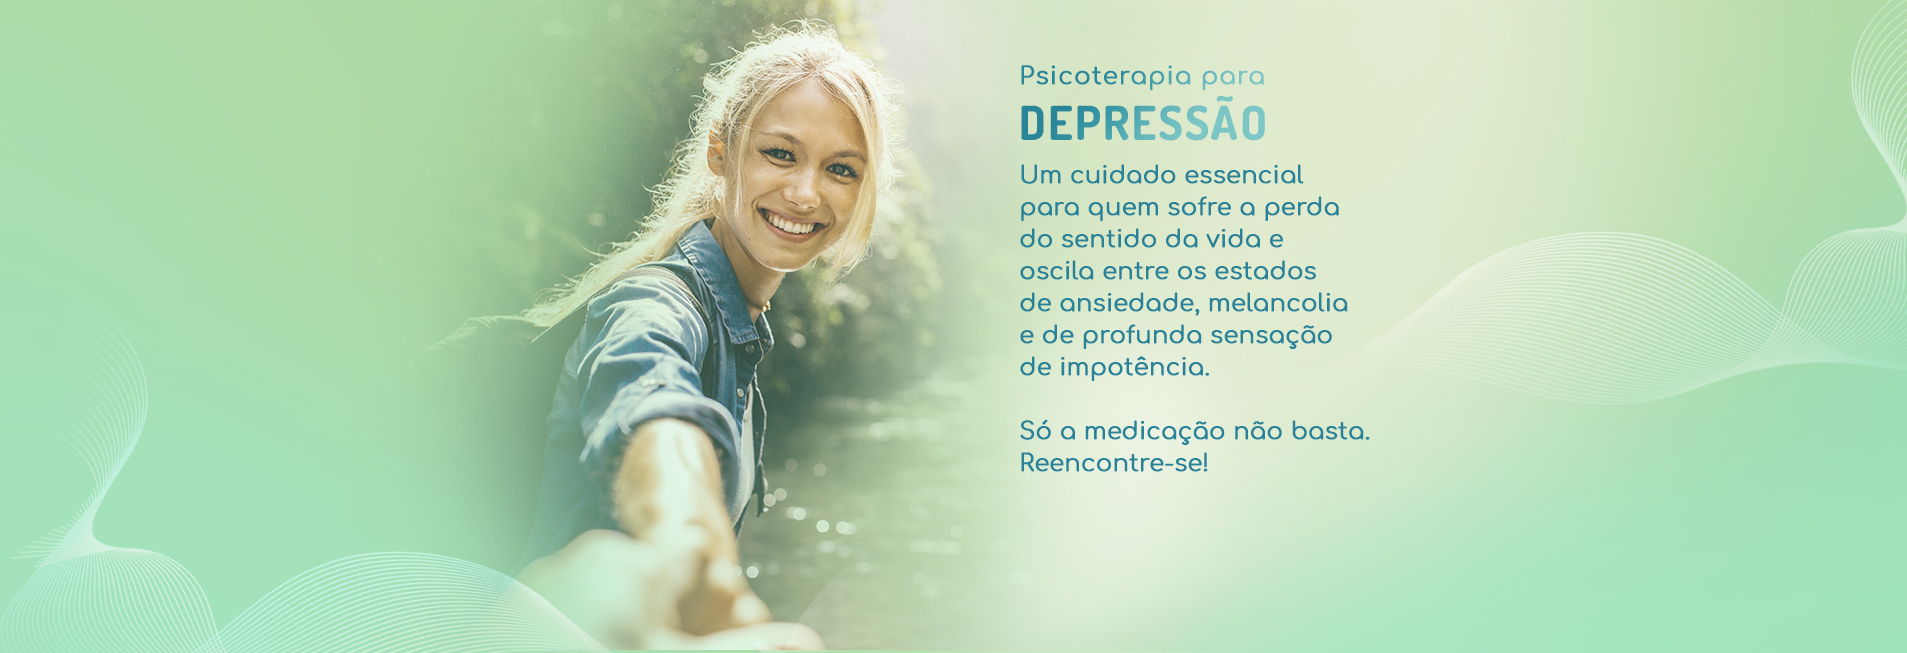 Psicoterapia para
DEPRESSÃO
Um cuidado essencial
para quem sofre a perda
do sentido da vida e
oscila entre os estados
de ansiedade, melancolia
e de profunda sensação
de impotência.
Só a medicação não basta.
Reencontre-se!